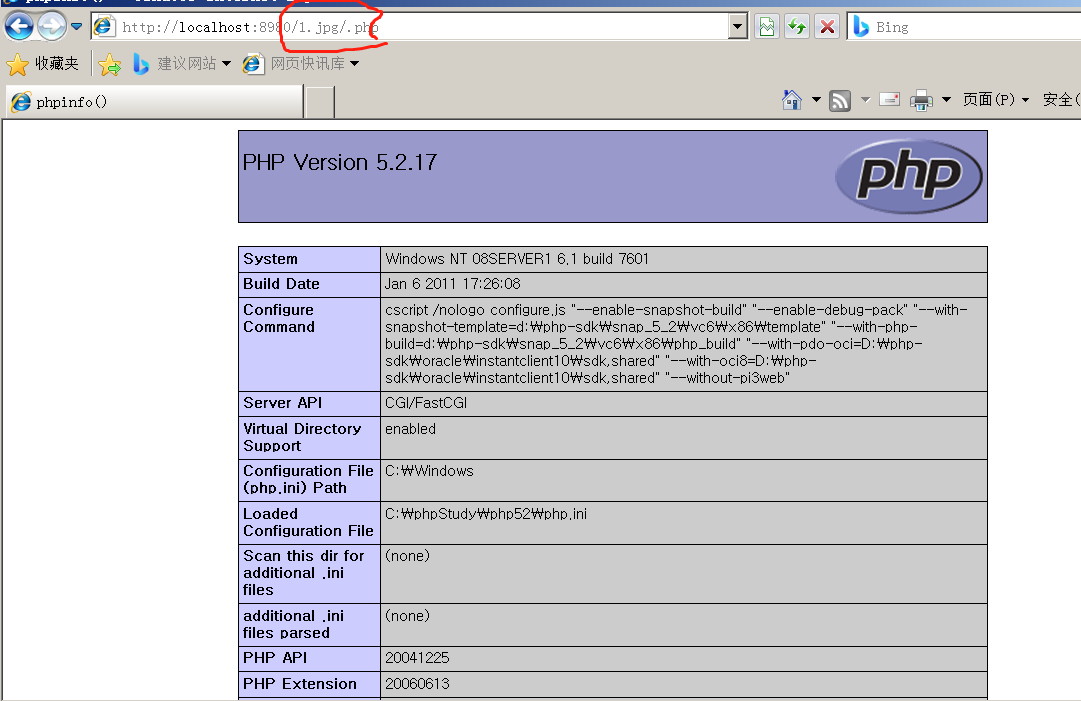 http://localhost:8980/1.jpg/.php
Bing
收藏夹
建议网站
网页快讯库
phpinfo()
页面(P)
安全(
PHP Version 5.2.17
php
System
Windows NT 08SERVER1 6.1 build 7601
Build Date
Jan 6 2011 17:26:08
Configure
Command
cscript /nologo configure.js "--enable-snapshot-build" "--enable-debug-pack" "--with-
snapshot-template=d:₩php-sdk₩snap_5_2₩vc6₩x86₩template" "--with-php-
build=d:₩php-sdk₩snap_5_2₩vc6₩x86₩php_build" "--with-pdo-oci=D:₩php-
sdk₩oracle₩instantclient10₩sdk,shared" "--with-oci8=D:₩php-
sdk₩oracle₩instantclient10₩sdk,shared" "--without-pi3web"
Server API
CGI/FastCGI
Virtual Directory
Support
enabled
Configuration File
(php.ini) Path
C:₩Windows
Loaded
Configuration File
C:₩phpStudy₩php52₩php.ini
Scan this dir for
additional .ini
files
(none)
additional .ini
files parsed
(none)
PHP API
20041225
PHP Extension
20060613